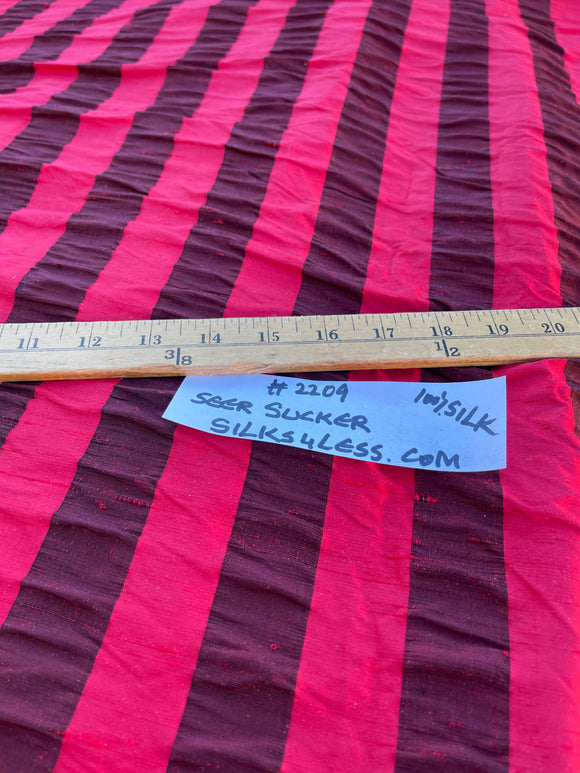 11 12 13 14 15 16 17 18 19 20
3/8 1/2
# 2209 100% SILK
SEER SUCKER
SILKS4LESS.COM